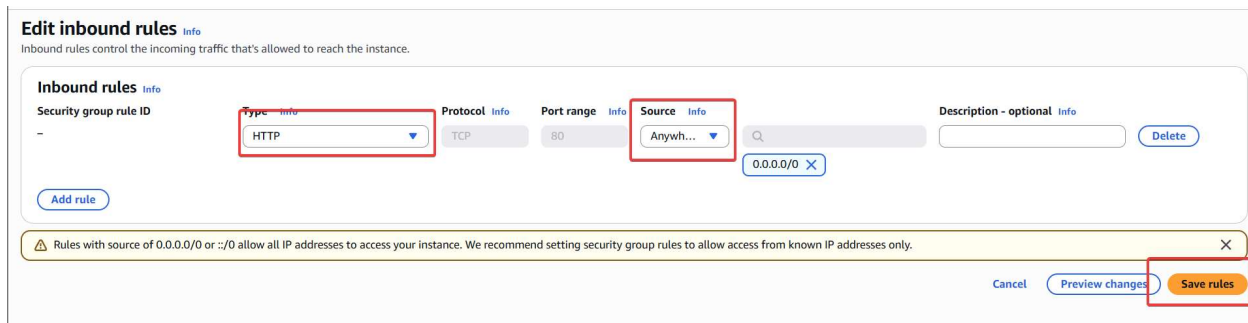 Edit inbound rules Info
Inbound rules control the incoming traffic that's allowed to reach the instance.
Inbound rules Info
Security group rule ID Type Info Protocol Info Port range Info Source Info Description - optional Info
– HTTP TCP 80 Anywh... Delete
0.0.0.0/0
Add rule
Rules with source of 0.0.0.0/0 or ::/0 allow all IP addresses to access your instance. We recommend setting security group rules to allow access from known IP addresses only.
Cancel Preview changes Save rules